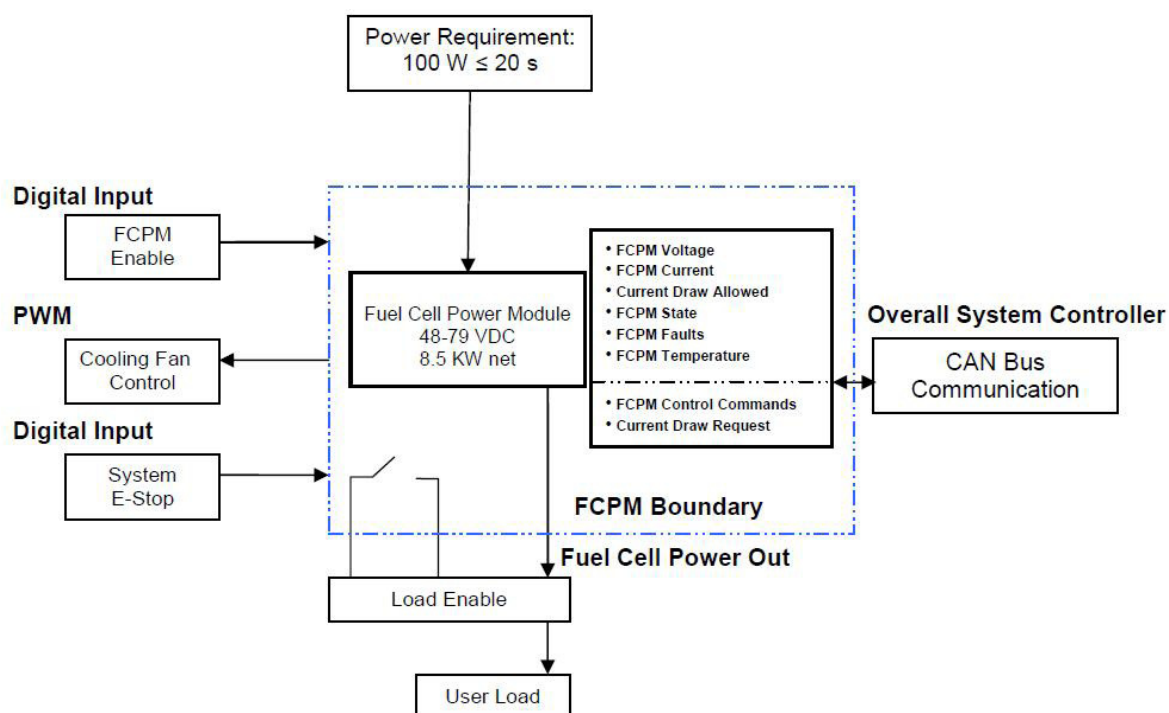 Power Requirement:
100 W ≤ 20 s
Digital Input
FCPM
Enable
PWM
Cooling Fan
Control
Digital Input
System
E-Stop
Fuel Cell Power Module
48-79 VDC
8.5 KW net
• FCPM Voltage
• FCPM Current
• Current Draw Allowed
• FCPM State
• FCPM Faults
• FCPM Temperature
• FCPM Control Commands
• Current Draw Request
Overall System Controller
CAN Bus
Communication
FCPM Boundary
Fuel Cell Power Out
Load Enable
User Load